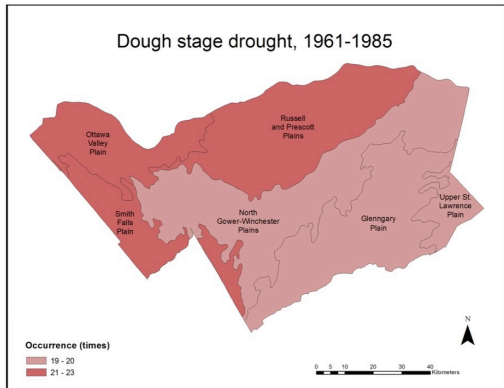 Dough stage drought, 1961-1985
Russell
and Prescott
Plains
Ottawa
Valley
Plain
Smith
Falls
Plain
North
Gower-Winchester
Plains
Glenngary
Plain
Upper St.
Lawrence
Plain
Occurrence (times)
19 - 20
21 - 23
N
0 5 10 20 30 40
Kilometers